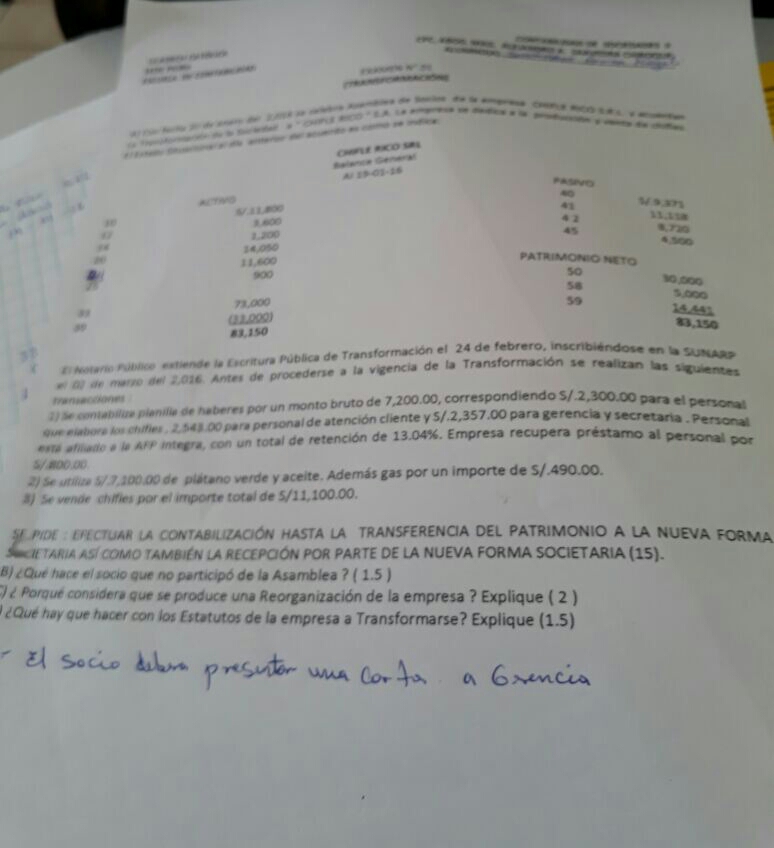 CONTABILIDAD DE SOCIEDADES
ESCUELA DE CONTABILIDAD
EXAMEN N°
(TRANSFORMACIÓN)
A) Con fecha 20 de enero del 2,016 se celebra Asamblea de Socios de la empresa CHIFLE RICO S.R.L. y acuerdan
la Transformación de la Sociedad a " CHIFLE RICO " S.A. La empresa se dedica a la producción y venta de chifles
El Estado Situacional al día anterior del acuerdo es como se indica:
CHIFLE RICO SRL
Balance General
Al 19-01-16
ACTIVO PASIVO
10 S/.11,800 40 S/.9,371
3,600 41 11,118
1,200 42 8,720
20 14,050 45 4,500
11,600 PATRIMONIO NETO
25 900 50 30,000
33 73,000 58 5,000
39 (33,000) 59 14,441
83,150 83,150
El Notario Público extiende la Escritura Pública de Transformación el 24 de febrero, inscribiéndose en la SUNARP
el 02 de marzo del 2,016. Antes de procederse a la vigencia de la Transformación se realizan las siguientes
transacciones :
1) Se contabiliza planilla de haberes por un monto bruto de 7,200.00, correspondiendo S/.2,300.00 para el personal
que elabora los chifles , 2,543.00 para personal de atención cliente y S/.2,357.00 para gerencia y secretaria . Personal
está afiliado a la AFP Integra, con un total de retención de 13.04%. Empresa recupera préstamo al personal por
S/.800.00.
2) Se utiliza S/.7,100.00 de plátano verde y aceite. Además gas por un importe de S/.490.00.
3) Se vende chifles por el importe total de S/11,100.00.
SE PIDE : EFECTUAR LA CONTABILIZACIÓN HASTA LA TRANSFERENCIA DEL PATRIMONIO A LA NUEVA FORMA
SOCIETARIA ASÍ COMO TAMBIÉN LA RECEPCIÓN POR PARTE DE LA NUEVA FORMA SOCIETARIA (15).
B) ¿Qué hace el socio que no participó de la Asamblea ? ( 1.5 )
C) ¿ Porqué considera que se produce una Reorganización de la empresa ? Explique ( 2 )
) ¿Qué hay que hacer con los Estatutos de la empresa a Transformarse? Explique (1.5)
- El socio debera presentar una carta a Gerencia